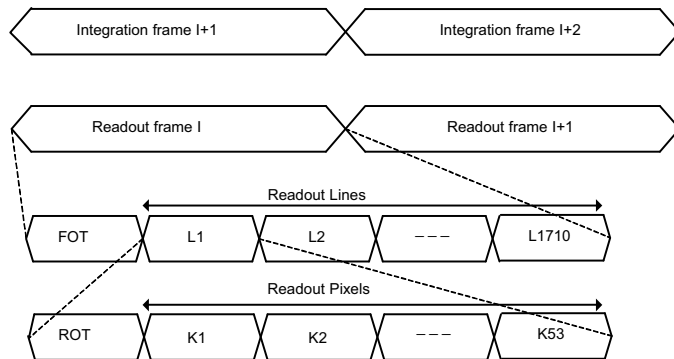 Integration frame I+1 Integration frame I+2
Readout frame I Readout frame I+1
Readout Lines
FOT L1 L2 --- L1710
Readout Pixels
ROT K1 K2 --- K53